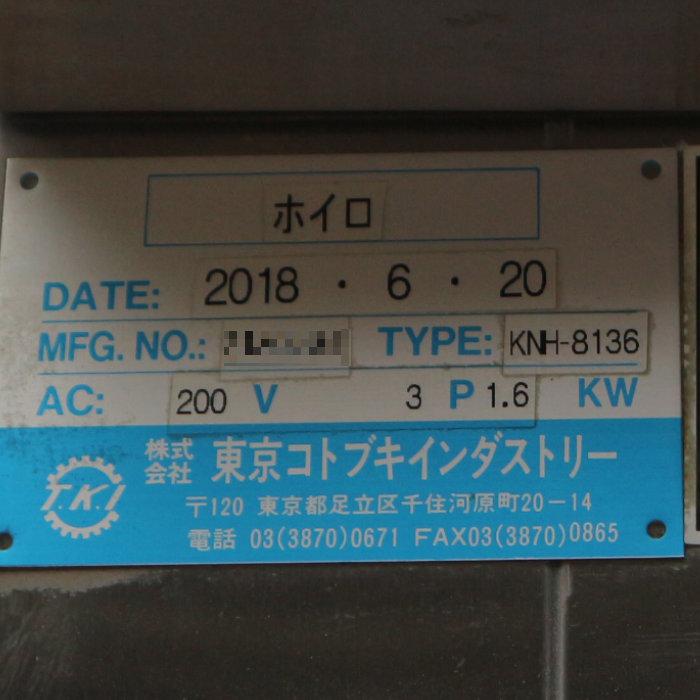 ホイロ
DATE: 2018・6・20
MFG. NO.: TYPE: KNH-8136
AC: 200 V 3 P 1.6 KW
株式会社 東京コトブキインダストリー
T.K.I
〒120 東京都足立区千住河原町20-14
電話 03(3870)0671 FAX03(3870)0865